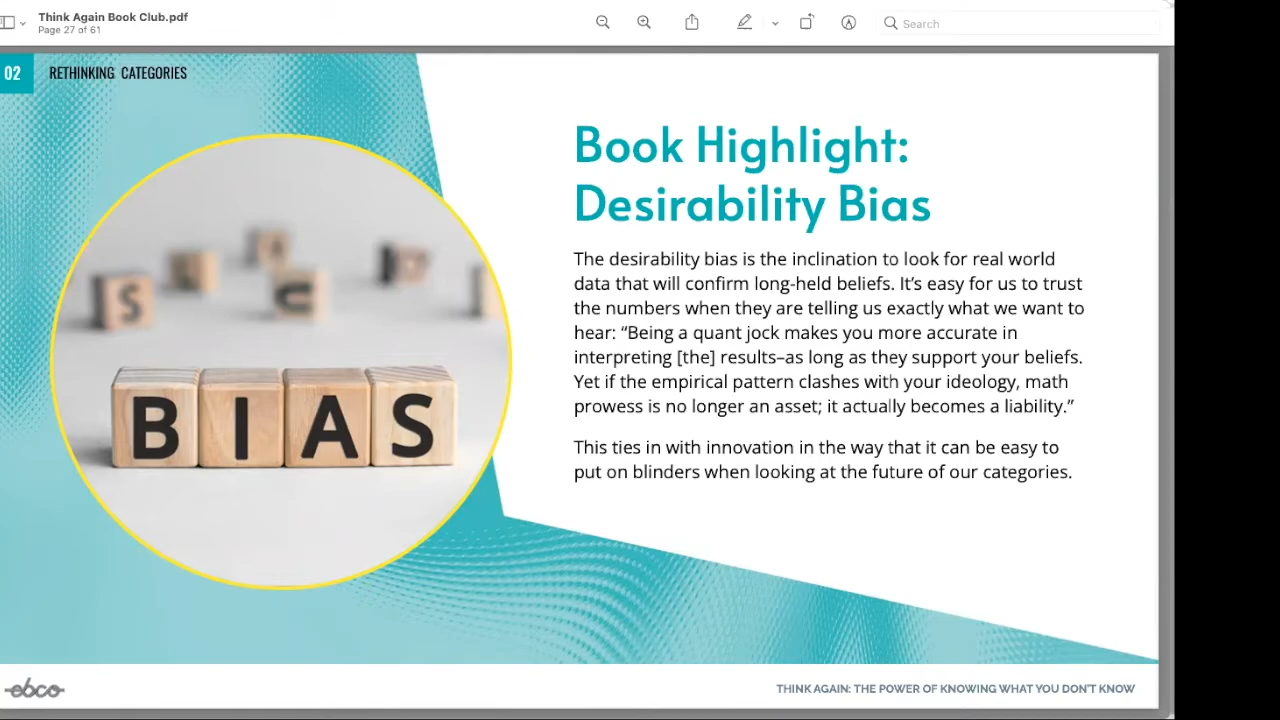 Think Again Book Club.pdf
Page 27 of 61
Search
02
RETHINKING CATEGORIES
S
BIAS
Book Highlight:
Desirability Bias
The desirability bias is the inclination to look for real world
data that will confirm long-held beliefs. It’s easy for us to trust
the numbers when they are telling us exactly what we want to
hear: “Being a quant jock makes you more accurate in
interpreting [the] results–as long as they support your beliefs.
Yet if the empirical pattern clashes with your ideology, math
prowess is no longer an asset; it actually becomes a liability.”
This ties in with innovation in the way that it can be easy to
put on blinders when looking at the future of our categories.
ebco
THINK AGAIN: THE POWER OF KNOWING WHAT YOU DON'T KNOW